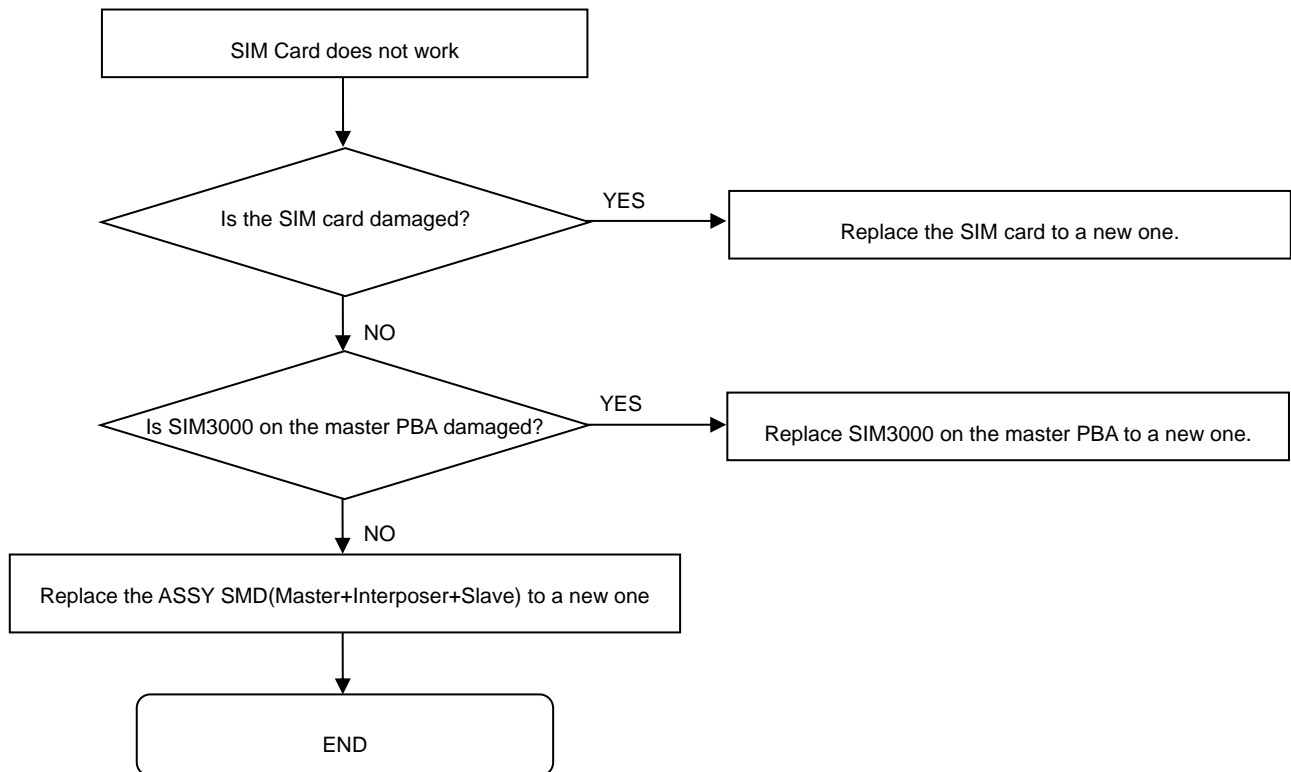 SIM Card does not work
Is the SIM card damaged?
YES
Replace the SIM card to a new one.
NO
Is SIM3000 on the master PBA damaged?
YES
Replace SIM3000 on the master PBA to a new one.
NO
Replace the ASSY SMD(Master+Interposer+Slave) to a new one
END